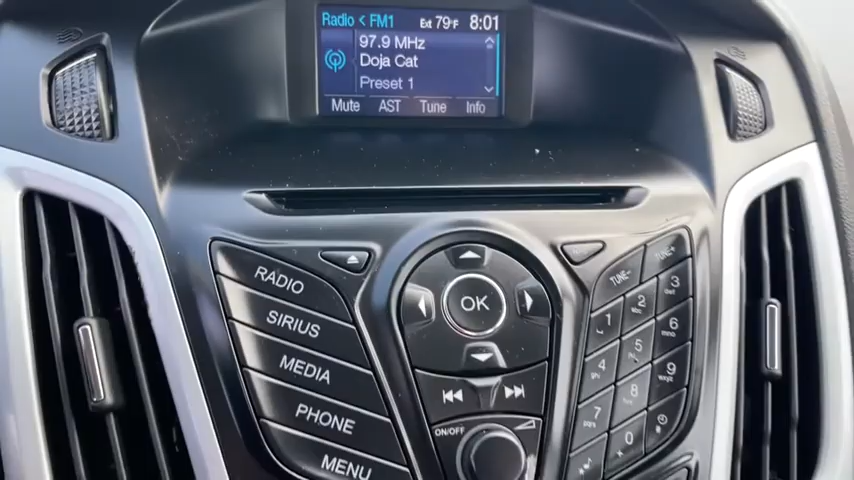 Radio < FM1 Ext 79°F 8:01
97.9 MHz
Doja Cat
Preset 1
Mute AST Tune Info
RADIO
SIRIUS
MEDIA
PHONE
MENU
OK
ON/OFF
TUNE- TUNE+
1 2 3
4 5 6
7 8 9
* 0 #